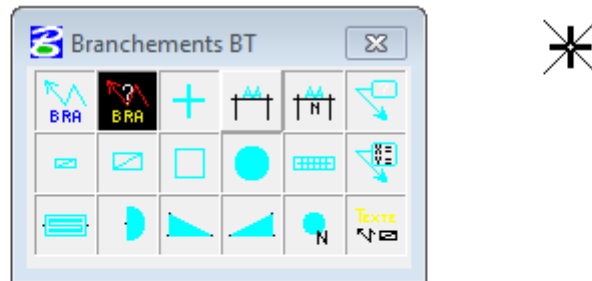 Branchements BT
BRA ? BRA N ?
X = Y =
N TEXTE